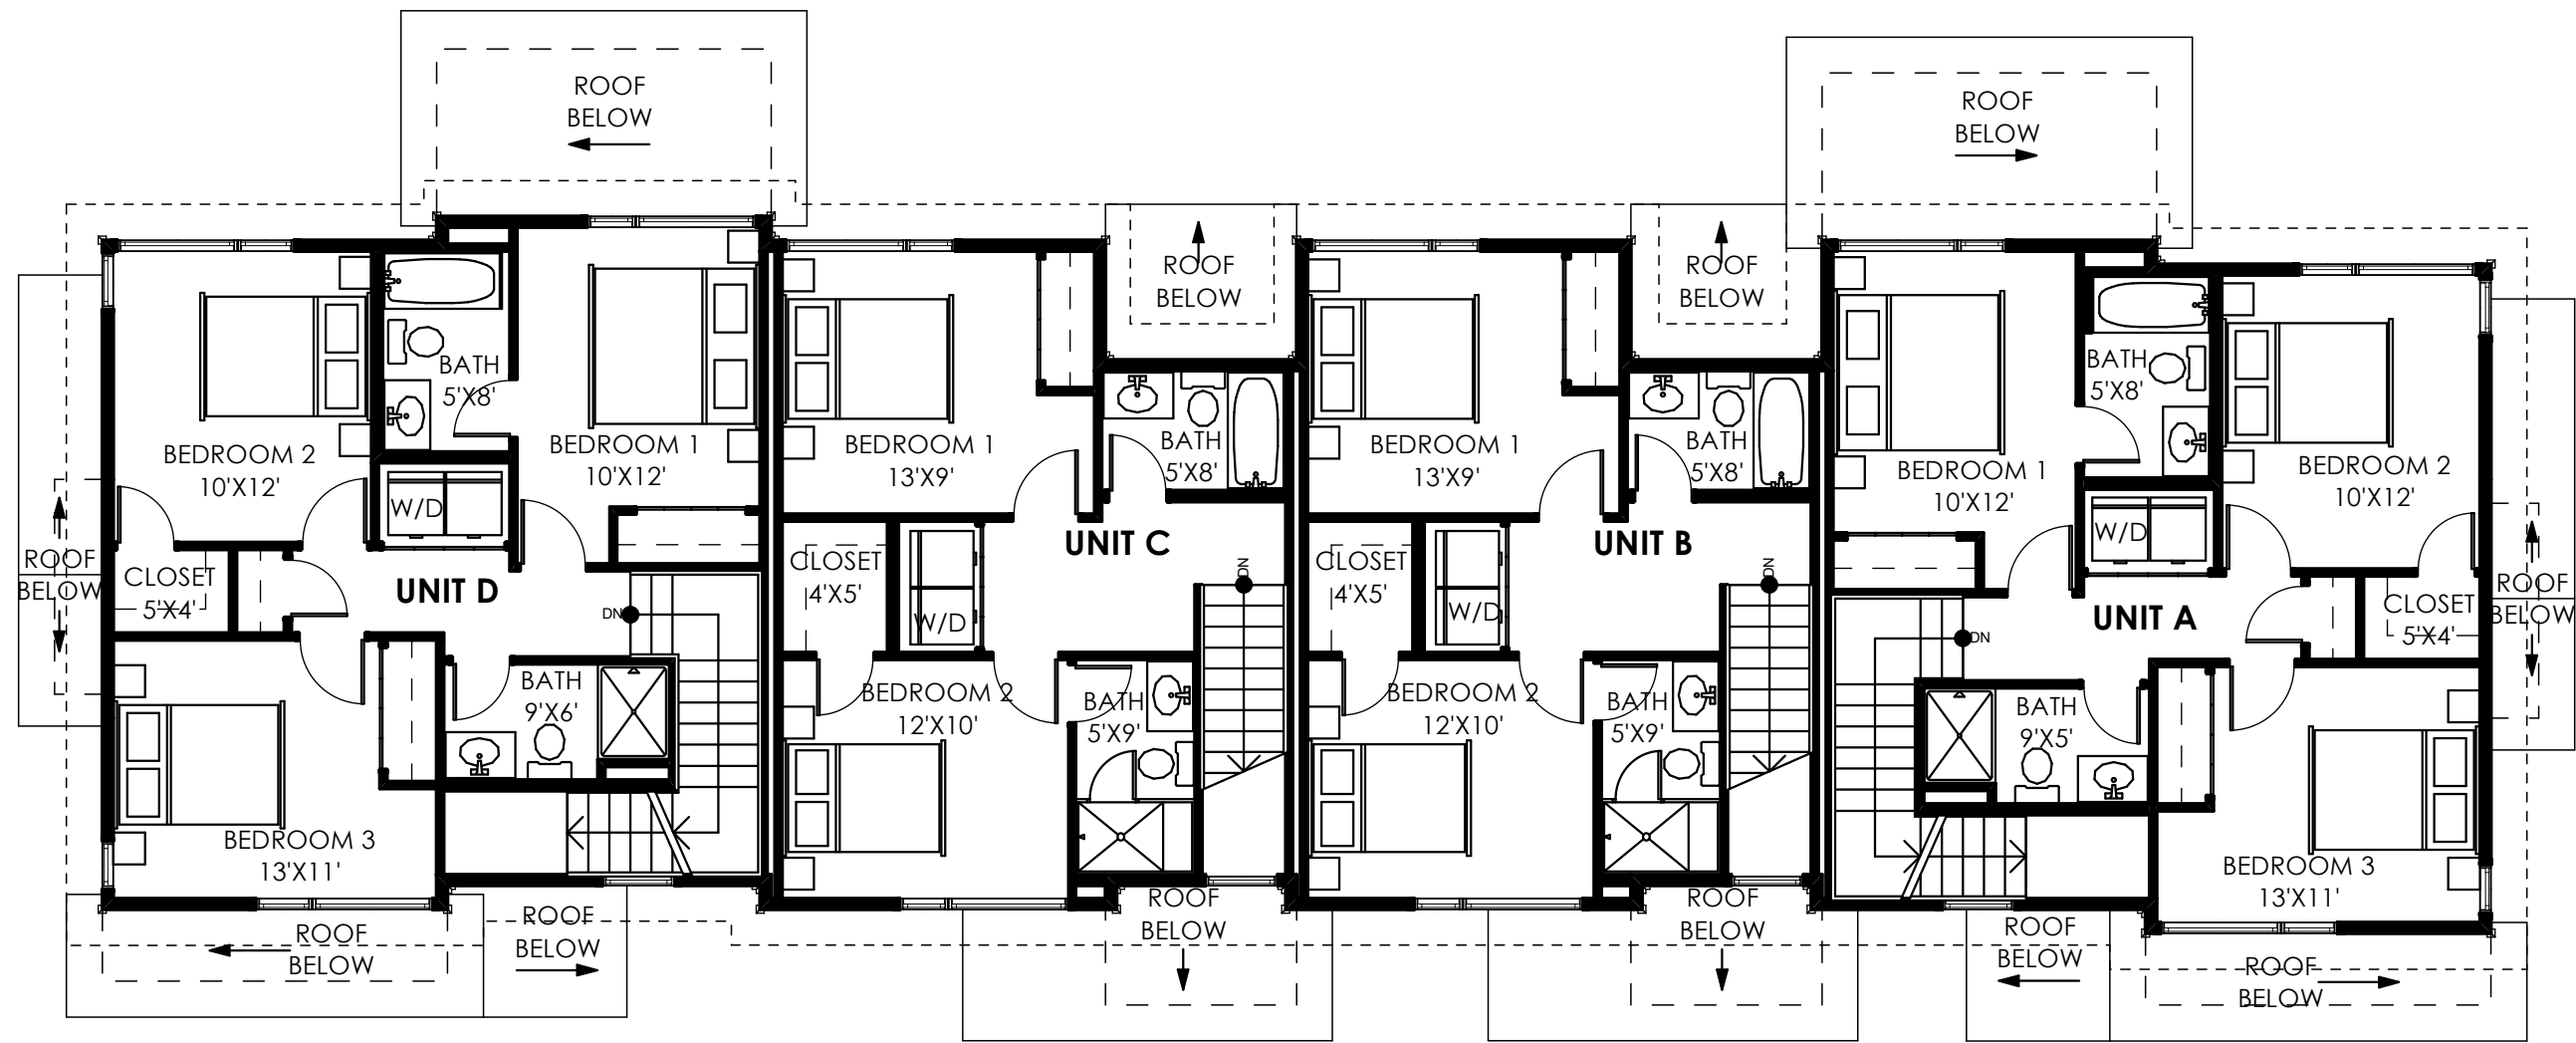 ROOF
BELOW
ROOF
BELOW
ROOF
BELOW
ROOF
BELOW
BATH
5'X8'
BEDROOM 2
10'X12'
BEDROOM 1
10'X12'
W/D
ROOF
BELOW
CLOSET
5'X4'
UNIT D
DN
BATH
9'X6'
BEDROOM 3
13'X11'
ROOF
BELOW
ROOF
BELOW
BEDROOM 1
13'X9'
BATH
5'X8'
CLOSET
4'X5'
W/D
UNIT C
DN
BEDROOM 2
12'X10'
BATH
5'X9'
ROOF
BELOW
BEDROOM 1
13'X9'
BATH
5'X8'
CLOSET
4'X5'
W/D
UNIT B
DN
BEDROOM 2
12'X10'
BATH
5'X9'
ROOF
BELOW
BATH
5'X8'
BEDROOM 1
10'X12'
BEDROOM 2
10'X12'
W/D
UNIT A
DN
CLOSET
5'X4'
ROOF
BELOW
BATH
9'X5'
BEDROOM 3
13'X11'
ROOF
BELOW
ROOF
BELOW